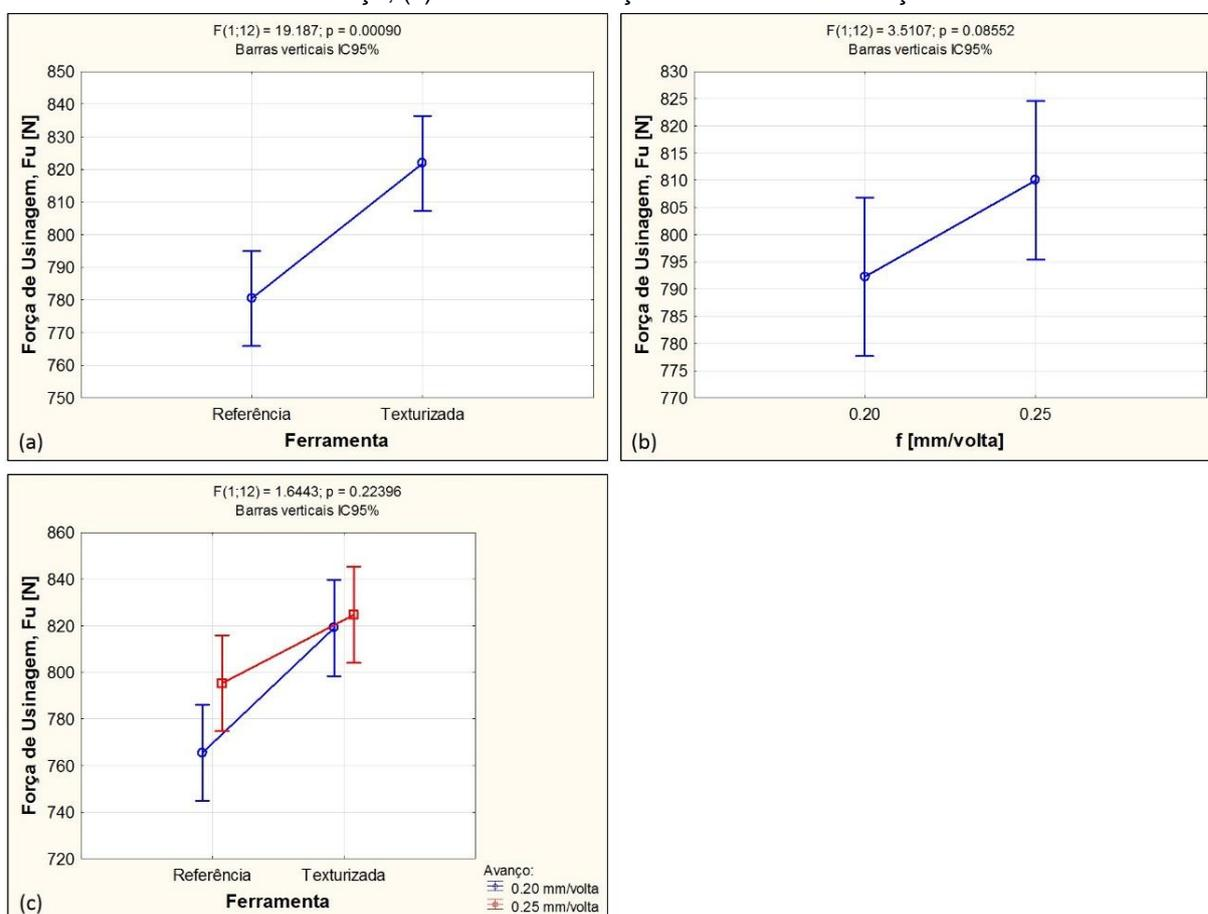 F(1;12) = 19.187; p = 0.00090
Barras verticais IC95%
Força de Usinagem, Fu [N]
850
840
830
820
810
800
790
780
770
760
750
Referência Texturizada
(a) Ferramenta
F(1;12) = 3.5107; p = 0.08552
Barras verticais IC95%
Força de Usinagem, Fu [N]
830
825
820
815
810
805
800
795
790
785
780
775
770
0.20 0.25
(b) f [mm/volta]
F(1;12) = 1.6443; p = 0.22396
Barras verticais IC95%
Força de Usinagem, Fu [N]
860
840
820
800
780
760
740
720
Referência Texturizada
(c) Ferramenta
Avanço:
0.20 mm/volta
0.25 mm/volta